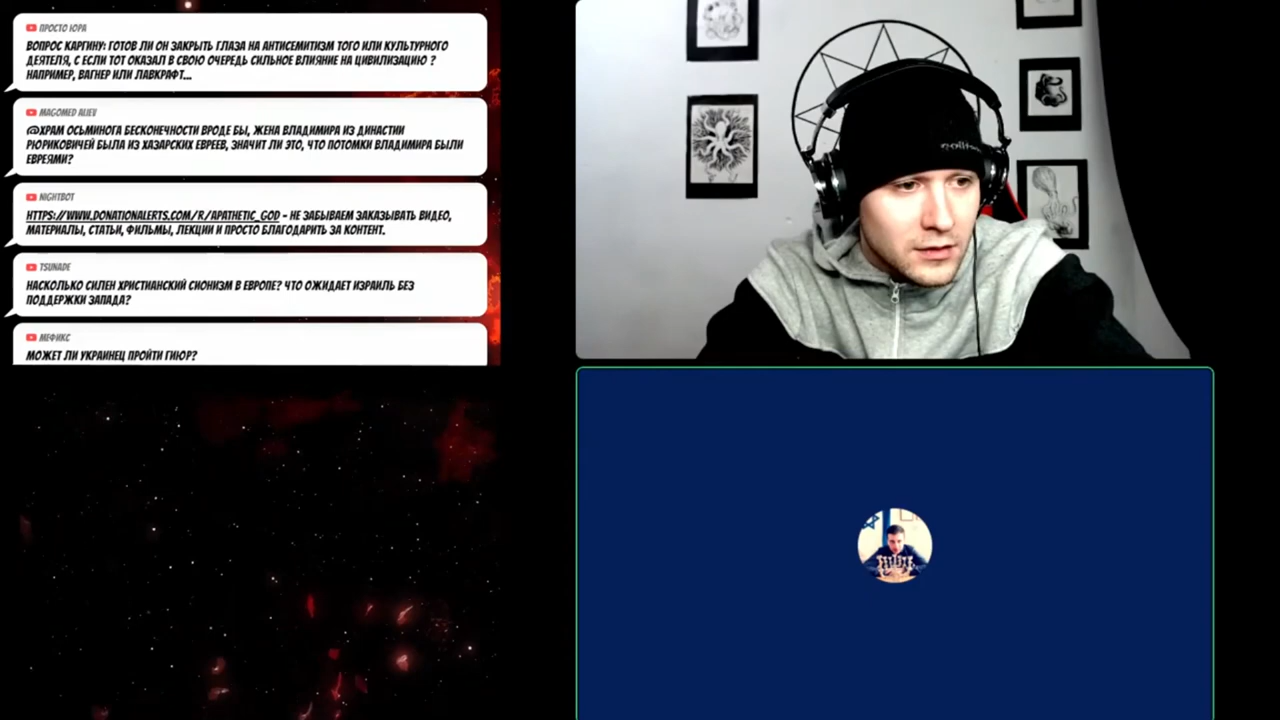 ПРОСТО ЮРА
ВОПРОС КАРГИНУ: ГОТОВ ЛИ ОН ЗАКРЫТЬ ГЛАЗА НА АНТИСЕМИТИЗМ ТОГО ИЛИ КУЛЬТУРНОГО
ДЕЯТЕЛЯ, С ЕСЛИ ТОТ ОКАЗАЛ В СВОЮ ОЧЕРЕДЬ СИЛЬНОЕ ВЛИЯНИЕ НА ЦИВИЛИЗАЦИЮ ?
НАПРИМЕР, ВАГНЕР ИЛИ ЛАВКРАФТ...
MAGOMED ALIEV
@ХРАМ ОСЬМИНОГА БЕСКОНЕЧНОСТИ ВРОДЕ БЫ, ЖЕНА ВЛАДИМИРА ИЗ ДИНАСТИИ
РЮРИКОВИЧЕЙ БЫЛА ИЗ ХАЗАРСКИХ ЕВРЕЕВ, ЗНАЧИТ ЛИ ЭТО, ЧТО ПОТОМКИ ВЛАДИМИРА БЫЛИ
ЕВРЕЯМИ?
NIGHTBOT
HTTPS://WWW.DONATIONALERTS.COM/R/APATHETIC_GOD - НЕ ЗАБЫВАЕМ ЗАКАЗЫВАТЬ ВИДЕО,
МАТЕРИАЛЫ, СТАТЬИ, ФИЛЬМЫ, ЛЕКЦИИ И ПРОСТО БЛАГОДАРИТЬ ЗА КОНТЕНТ.
TSUNADE
НАСКОЛЬКО СИЛЕН ХРИСТИАНСКИЙ СИОНИЗМ В ЕВРОПЕ? ЧТО ОЖИДАЕТ ИЗРАИЛЬ БЕЗ
ПОДДЕРЖКИ ЗАПАДА?
МЕФИКС
МОЖЕТ ЛИ УКРАИНЕЦ ПРОЙТИ ГИЮР?